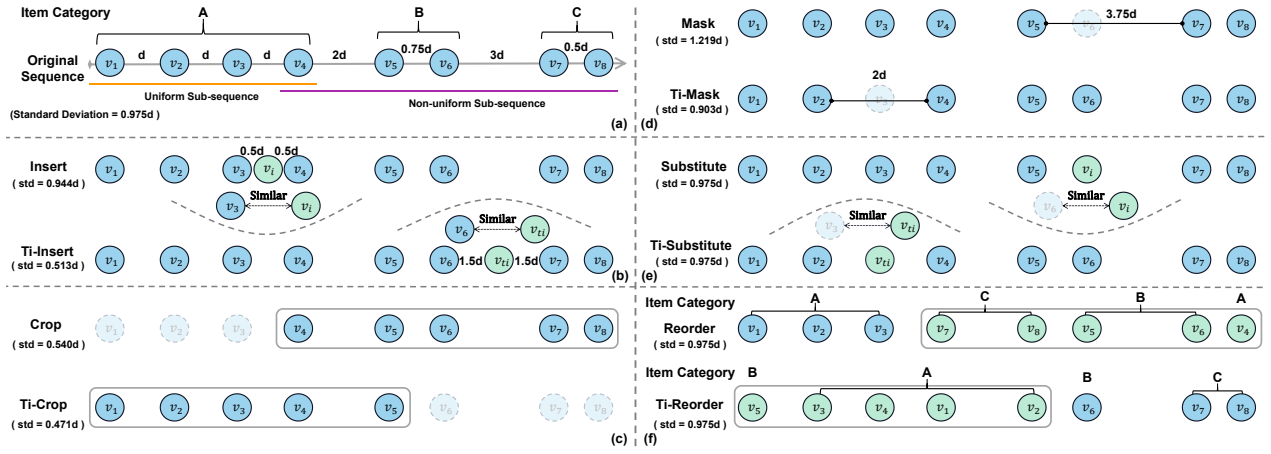 Item Category A B C
Original Sequence v1 d v2 d v3 d v4 2d v5 0.75d v6 3d v7 0.5d v8
Uniform Sub-sequence Non-uniform Sub-sequence
(Standard Deviation = 0.975d) (a)
Insert 0.5d 0.5d
( std = 0.944d) v1 v2 v3 vi v4 v5 v6 v7 v8
v3 Similar vi
v6 Similar vti
Ti-Insert v1 v2 v3 v4 v5 v6 1.5d vti 1.5d v7 v8
( std = 0.513d) (b)
Crop v1 v2 v3 v4 v5 v6 v7 v8
( std = 0.540d)
Ti-Crop v1 v2 v3 v4 v5 v6 v7 v8
( std = 0.471d) (c)
Mask v1 v2 v3 v4 v5 v6 3.75d v7 v8
( std = 1.219d)
2d
Ti-Mask v1 v2 v3 v4 v5 v6 v7 v8
( std = 0.903d)
(d)
Substitute v1 v2 v3 v4 v5 vi v7 v8
( std = 0.975d)
v6 Similar vi
v3 Similar vti
Ti-Substitute v1 v2 vti v4 v5 v6 v7 v8
( std = 0.975d)
(e)
Item Category A C B A
Reorder v1 v2 v3 v7 v8 v5 v6 v4
( std = 0.975d)
Item Category B A B C
Ti-Reorder v5 v3 v4 v1 v2 v6 v7 v8
( std = 0.975d)
(f)